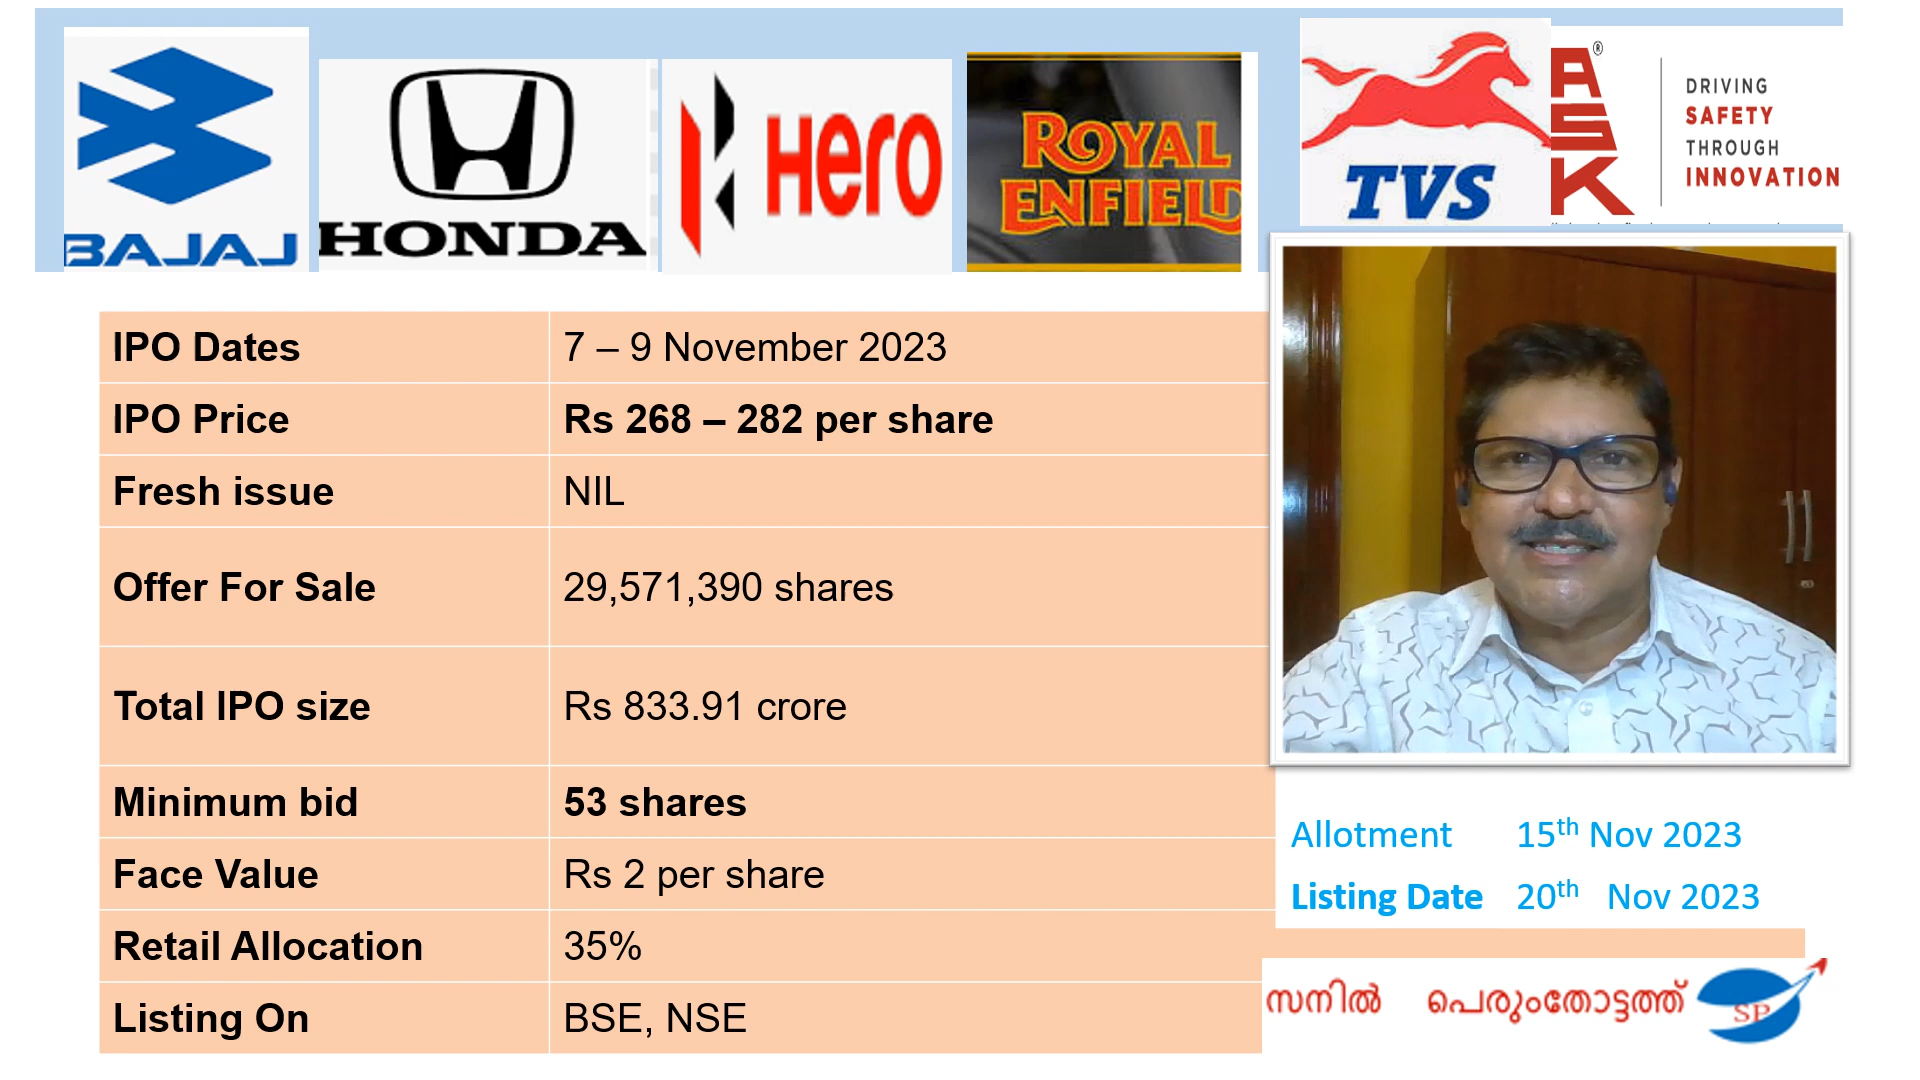 BAJAJ
HONDA
Hero
ROYAL
ENFIELD
TVS
ASK®
DRIVING
SAFETY
THROUGH
INNOVATION
IPO Dates 7 – 9 November 2023
IPO Price Rs 268 – 282 per share
Fresh issue NIL
Offer For Sale 29,571,390 shares
Total IPO size Rs 833.91 crore
Minimum bid 53 shares
Face Value Rs 2 per share
Retail Allocation 35%
Listing On BSE, NSE
Allotment 15th Nov 2023
Listing Date 20th Nov 2023
സനിൽ പെരുംതോട്ടത്ത്
SP